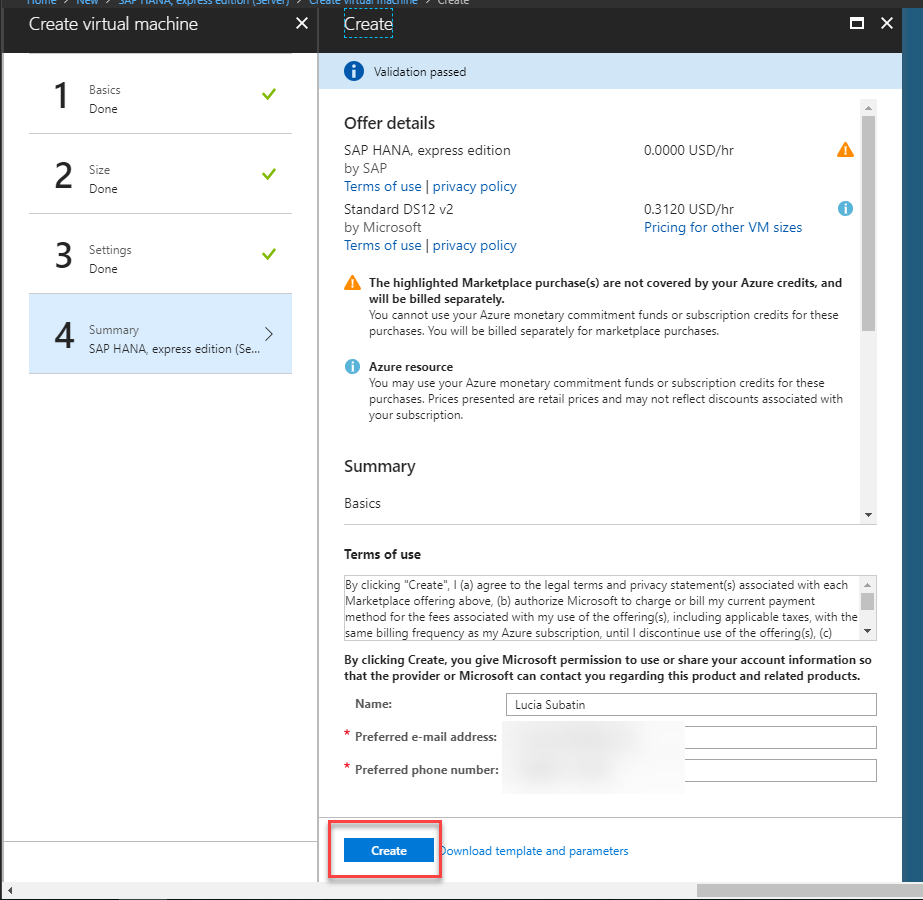 Home > New > SAP HANA, express edition (Server) > Create virtual machine > Create
Create virtual machine
Create
1
Basics
Done
2
Size
Done
3
Settings
Done
4
Summary
SAP HANA, express edition (Se...
Validation passed
Offer details
SAP HANA, express edition 0.0000 USD/hr
by SAP
Terms of use | privacy policy
Standard DS12 v2 0.3120 USD/hr
by Microsoft Pricing for other VM sizes
Terms of use | privacy policy
The highlighted Marketplace purchase(s) are not covered by your Azure credits, and
will be billed separately.
You cannot use your Azure monetary commitment funds or subscription credits for these
purchases. You will be billed separately for marketplace purchases.
Azure resource
You may use your Azure monetary commitment funds or subscription credits for these
purchases. Prices presented are retail prices and may not reflect discounts associated with
your subscription.
Summary
Basics
Terms of use
By clicking "Create", I (a) agree to the legal terms and privacy statement(s) associated with each
Marketplace offering above, (b) authorize Microsoft to charge or bill my current payment
method for the fees associated with my use of the offering(s), including applicable taxes, with the
same billing frequency as my Azure subscription, until I discontinue use of the offering(s), (c)
By clicking Create, you give Microsoft permission to use or share your account information so
that the provider or Microsoft can contact you regarding this product and related products.
Name: Lucia Subatin
* Preferred e-mail address:
* Preferred phone number:
Create
Download template and parameters